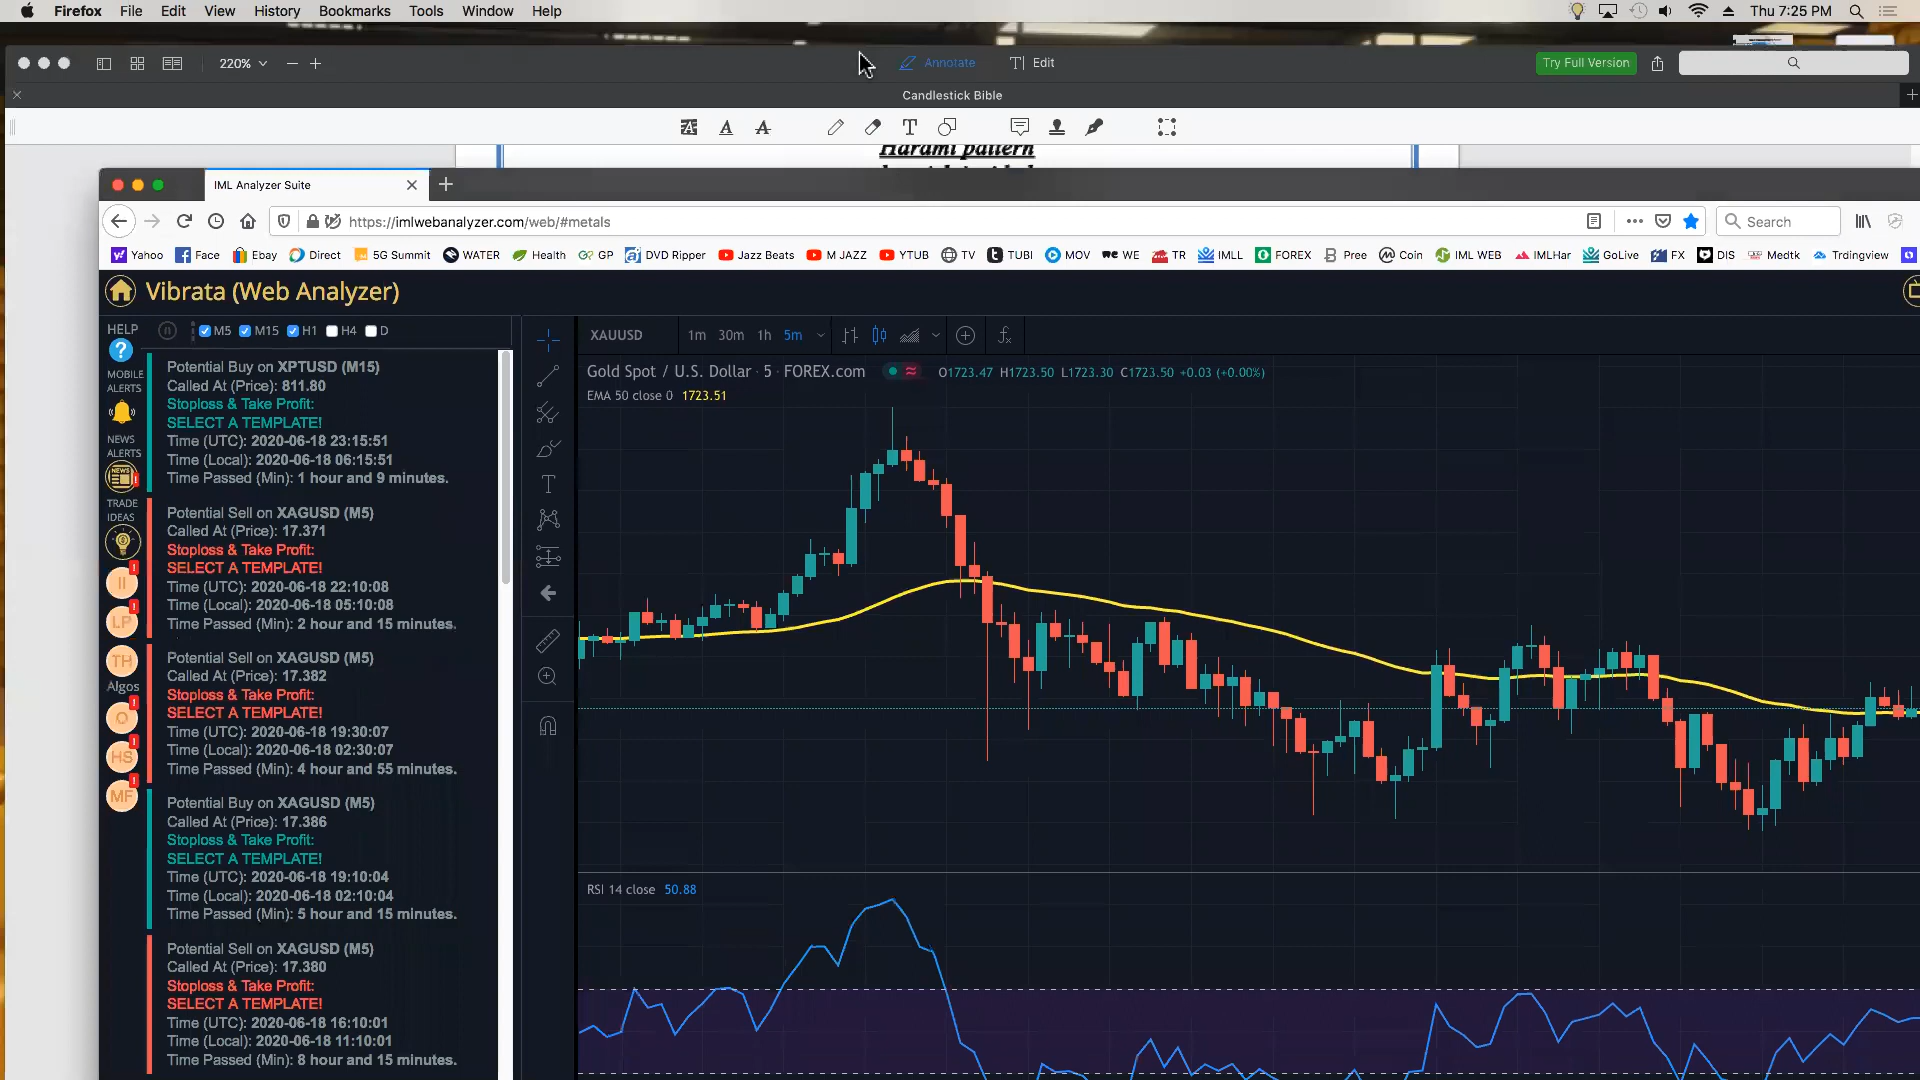 Firefox File Edit View History Bookmarks Tools Window Help Thu 7:25 PM
220% Annotate T Edit Try Full Version
Candlestick Bible
Harami pattern
IML Analyzer Suite
https://imlwebanalyzer.com/web/#metals Search
Yahoo Face Ebay Direct 5G Summit WATER Health GP DVD Ripper Jazz Beats M JAZZ YTUB TV TUBI MOV WE TR IMLL FOREX Pree Coin IML WEB IMLHar GoLive FX DIS Medtk Trdingview
Vibrata (Web Analyzer)
HELP M5 M15 H1 H4 D
XAUUSD 1m 30m 1h 5m
Gold Spot / U.S. Dollar · 5 · FOREX.com O1723.47 H1723.50 L1723.30 C1723.50 +0.03 (+0.00%)
EMA 50 close 0 1723.51
MOBILE
ALERTS
NEWS
ALERTS
NEWS
TRADE
IDEAS
II
LP
TH
Algos
O
HS
MF
Potential Buy on XPTUSD (M15)
Called At (Price): 811.80
Stoploss & Take Profit:
SELECT A TEMPLATE!
Time (UTC): 2020-06-18 23:15:51
Time (Local): 2020-06-18 06:15:51
Time Passed (Min): 1 hour and 9 minutes.
Potential Sell on XAGUSD (M5)
Called At (Price): 17.371
Stoploss & Take Profit:
SELECT A TEMPLATE!
Time (UTC): 2020-06-18 22:10:08
Time (Local): 2020-06-18 05:10:08
Time Passed (Min): 2 hour and 15 minutes.
Potential Sell on XAGUSD (M5)
Called At (Price): 17.382
Stoploss & Take Profit:
SELECT A TEMPLATE!
Time (UTC): 2020-06-18 19:30:07
Time (Local): 2020-06-18 02:30:07
Time Passed (Min): 4 hour and 55 minutes.
Potential Buy on XAGUSD (M5)
Called At (Price): 17.386
Stoploss & Take Profit:
SELECT A TEMPLATE!
Time (UTC): 2020-06-18 19:10:04
Time (Local): 2020-06-18 02:10:04
Time Passed (Min): 5 hour and 15 minutes.
Potential Sell on XAGUSD (M5)
Called At (Price): 17.380
Stoploss & Take Profit:
SELECT A TEMPLATE!
Time (UTC): 2020-06-18 16:10:01
Time (Local): 2020-06-18 11:10:01
Time Passed (Min): 8 hour and 15 minutes.
RSI 14 close 50.88